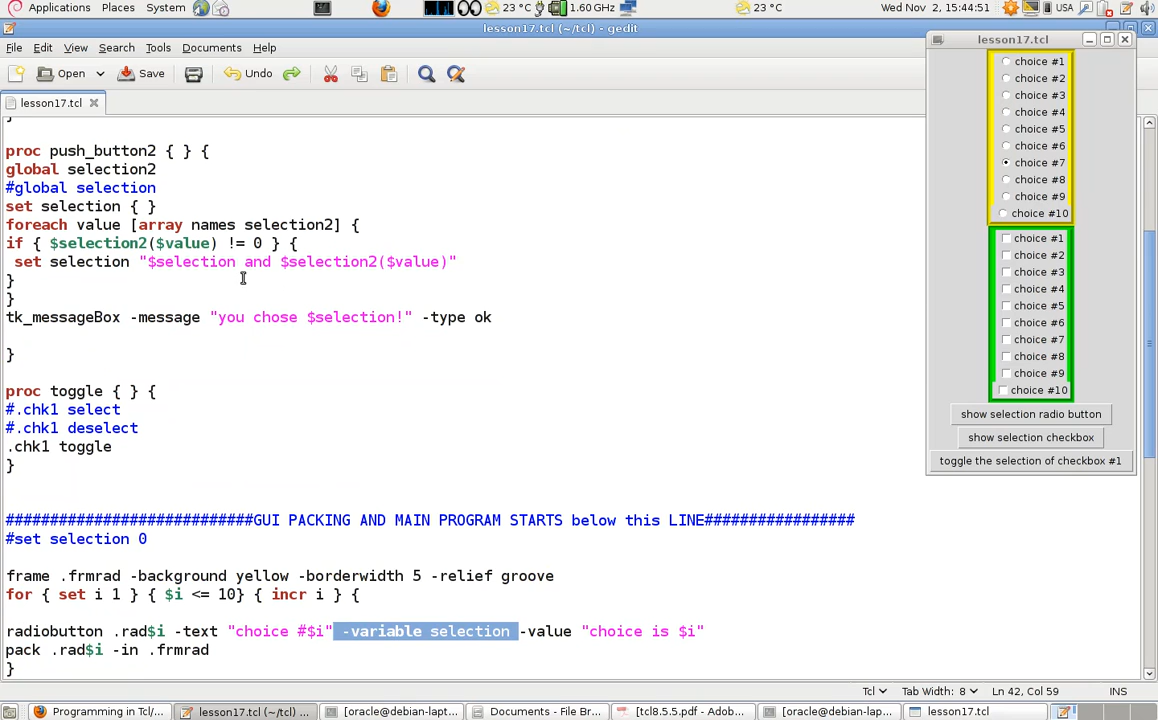 Applications Places System 23 °C 1.60 GHz 23 °C Wed Nov 2, 15:44:51 USA
lesson17.tcl (~/tcl) - gedit
File Edit View Search Tools Documents Help
Open Save Undo
lesson17.tcl
}
proc push_button2 { } {
global selection2
#global selection
set selection { }
foreach value [array names selection2] {
if { $selection2($value) != 0 } {
set selection "$selection and $selection2($value)"
}
}
tk_messageBox -message "you chose $selection!" -type ok
}
proc toggle { } {
#.chk1 select
#.chk1 deselect
.chk1 toggle
}
###########################GUI PACKING AND MAIN PROGRAM STARTS below this LINE#################
#set selection 0
frame .frmrad -background yellow -borderwidth 5 -relief groove
for { set i 1 } { $i <= 10} { incr i } {
radiobutton .rad$i -text "choice #$i" -variable selection -value "choice is $i"
pack .rad$i -in .frmrad
}
lesson17.tcl
choice #1
choice #2
choice #3
choice #4
choice #5
choice #6
choice #7
choice #8
choice #9
choice #10
choice #1
choice #2
choice #3
choice #4
choice #5
choice #6
choice #7
choice #8
choice #9
choice #10
show selection radio button
show selection checkbox
toggle the selection of checkbox #1
Tcl Tab Width: 8 Ln 42, Col 59 INS
Programming in Tcl/... lesson17.tcl (~/tcl) ... [oracle@debian-lapt... Documents - File Br... [tcl8.5.5.pdf - Adob... [oracle@debian-lap... lesson17.tcl